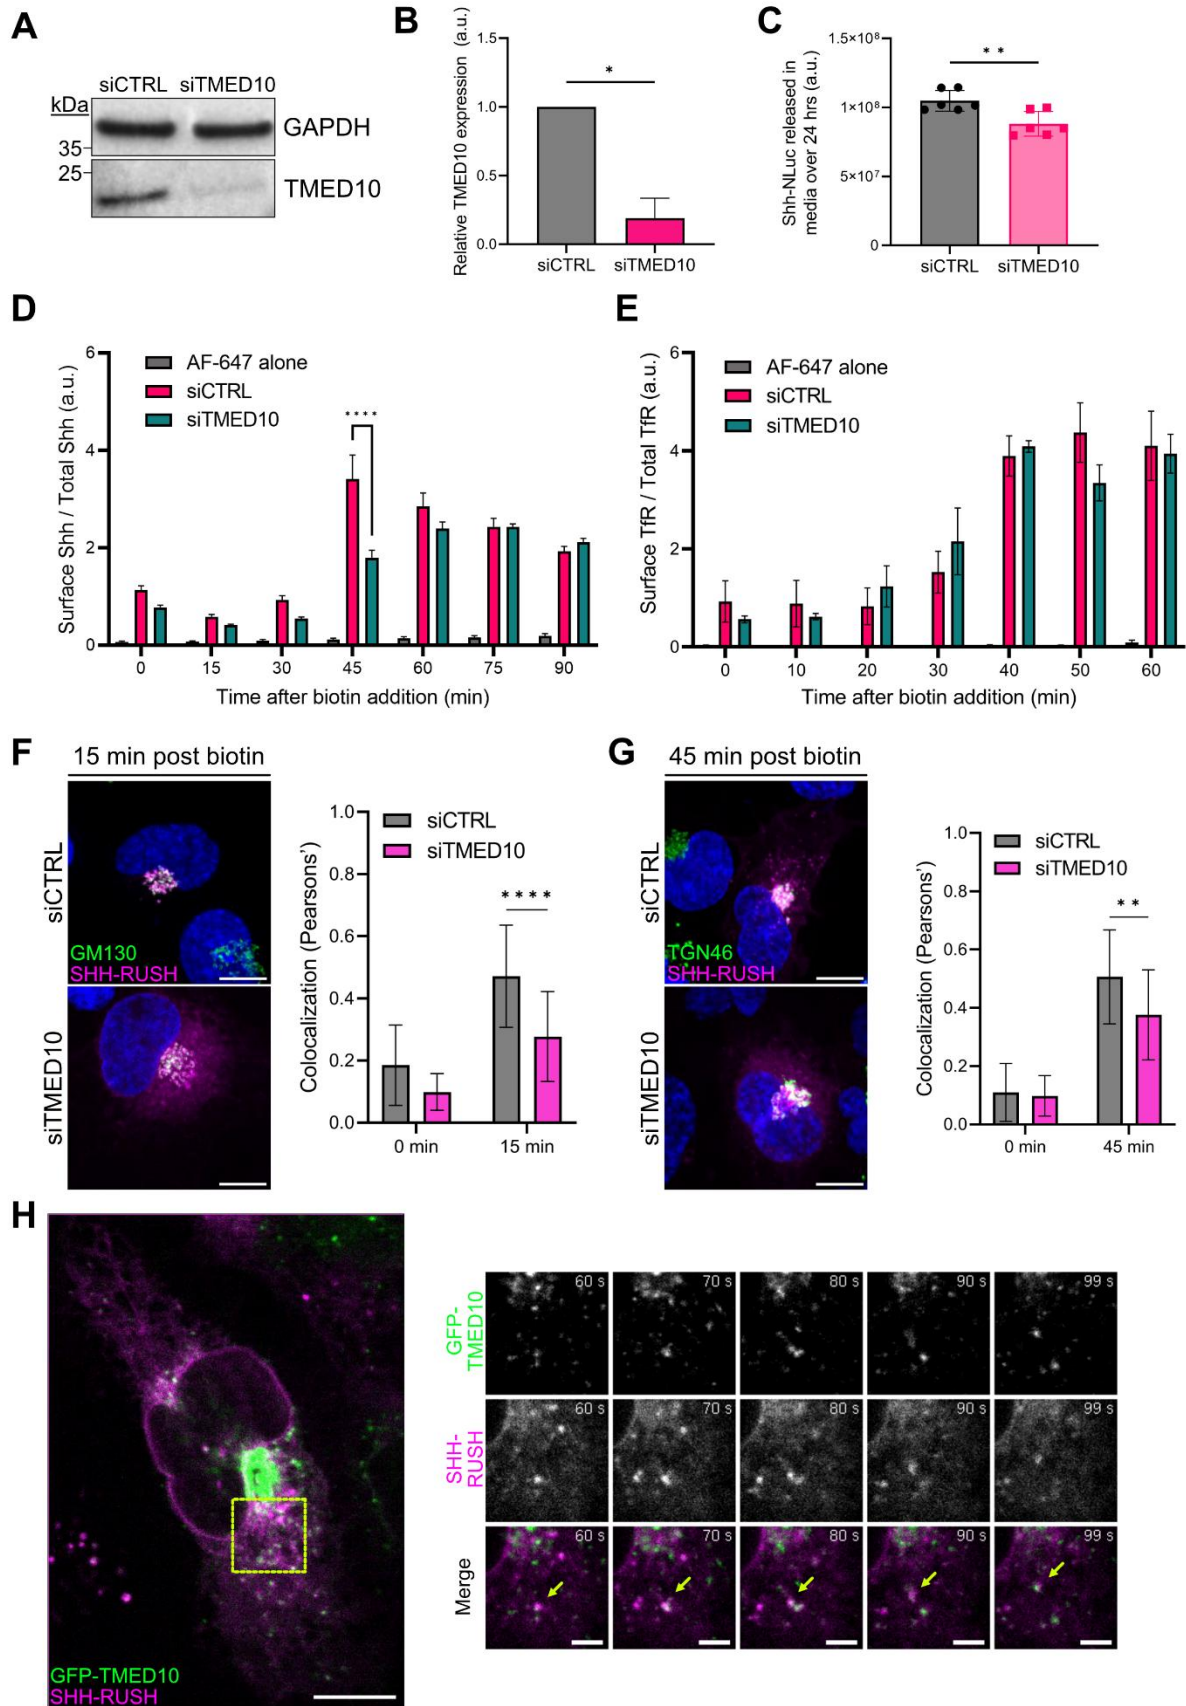 A
siCTRL siTMED10
kDa
GAPDH
35
25
TMED10
B
Relative TMED10 expression (a.u.)
1.5
1.0
0.5
0.0
*
siCTRL siTMED10
C
Shh-NLuc released in
media over 24 hrs (a.u.)
1.5×10⁸
1×10⁸
5×10⁷
0
**
siCTRL siTMED10
D
Surface Shh / Total Shh (a.u.)
6
4
2
0
AF-647 alone
siCTRL
siTMED10
****
0 15 30 45 60 75 90
Time after biotin addition (min)
E
Surface TfR / Total TfR (a.u.)
6
4
2
0
AF-647 alone
siCTRL
siTMED10
0 10 20 30 40 50 60
Time after biotin addition (min)
F
15 min post biotin
siCTRL
GM130
SHH-RUSH
siTMED10
Colocalization (Pearsons’)
1.0
0.8
0.6
0.4
0.2
0.0
siCTRL
siTMED10
****
0 min 15 min
G
45 min post biotin
siCTRL
TGN46
SHH-RUSH
siTMED10
Colocalization (Pearsons’)
1.0
0.8
0.6
0.4
0.2
0.0
siCTRL
siTMED10
**
0 min 45 min
H
GFP-TMED10
SHH-RUSH
GFP-
TMED10
60 s 70 s 80 s 90 s 99 s
SHH-
RUSH
60 s 70 s 80 s 90 s 99 s
Merge
60 s 70 s 80 s 90 s 99 s